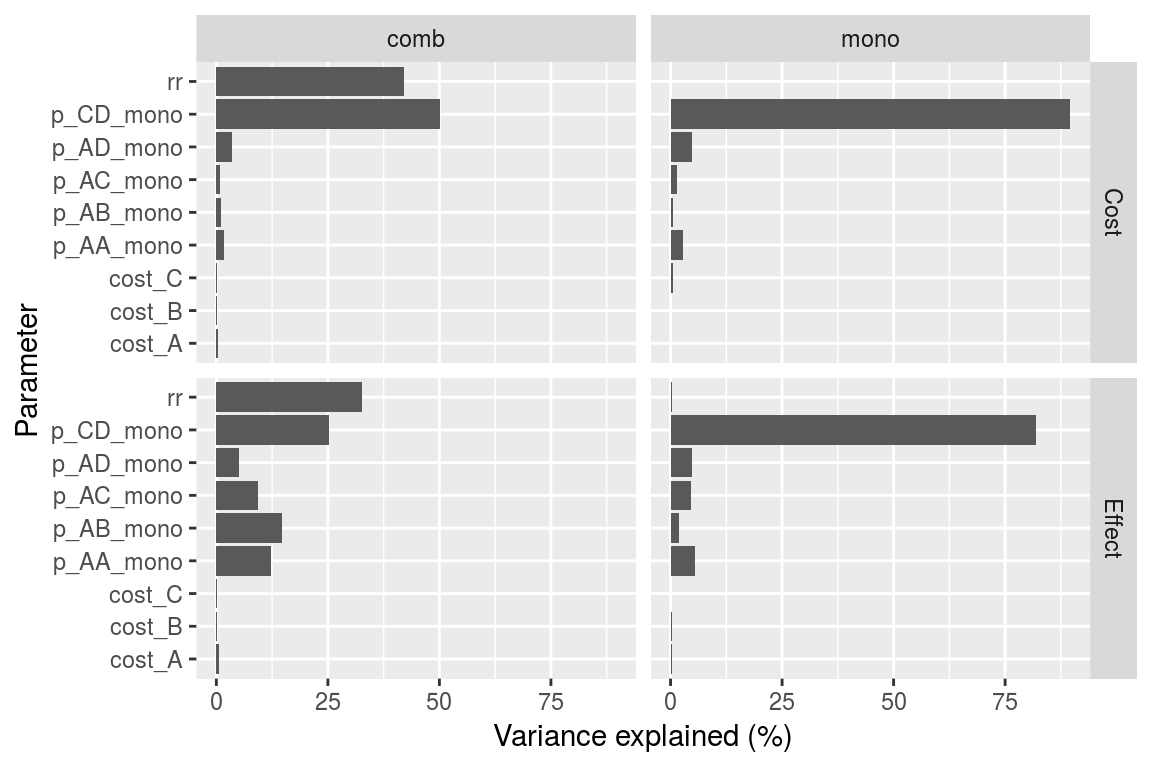 comb
mono
rr
p_CD_mono
p_AD_mono
p_AC_mono
p_AB_mono
p_AA_mono
cost_C
cost_B
cost_A
Cost
rr
p_CD_mono
p_AD_mono
p_AC_mono
p_AB_mono
p_AA_mono
cost_C
cost_B
cost_A
Effect
Parameter
0 25 50 75
0 25 50 75
Variance explained (%)